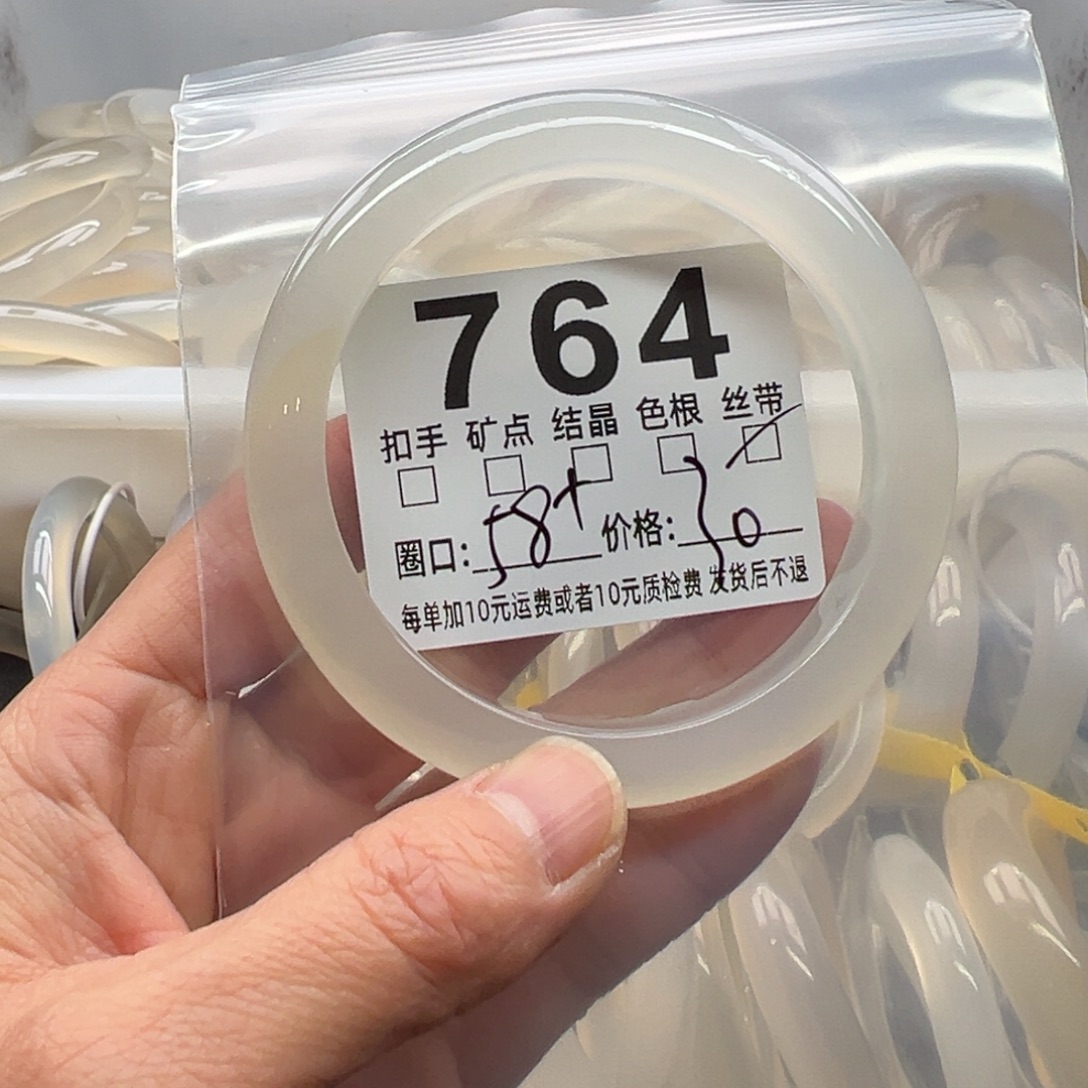 764
扣手 矿点 结晶 色根 丝带
圈口: 58+ 价格: 30
每单加10元运费或者10元质检费 发货后不退